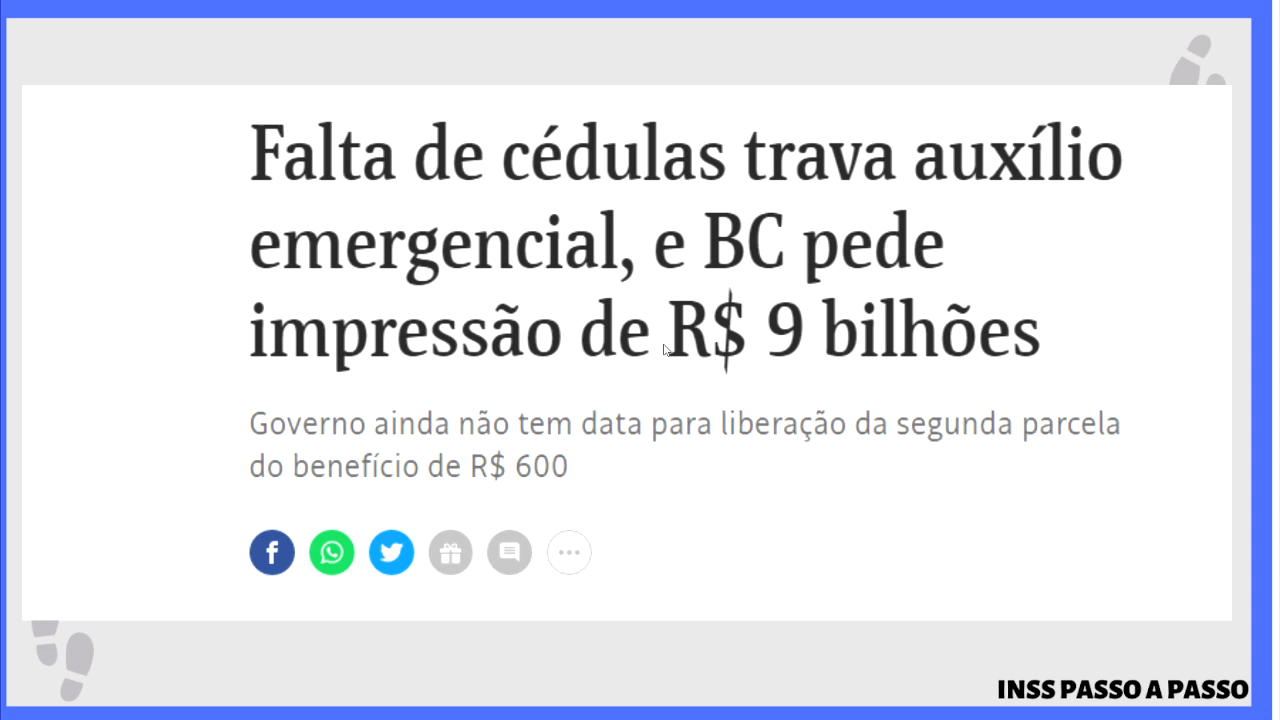 Falta de cédulas trava auxílio
emergencial, e BC pede
impressão de R$ 9 bilhões
Governo ainda não tem data para liberação da segunda parcela
do benefício de R$ 600
INSS PASSO A PASSO